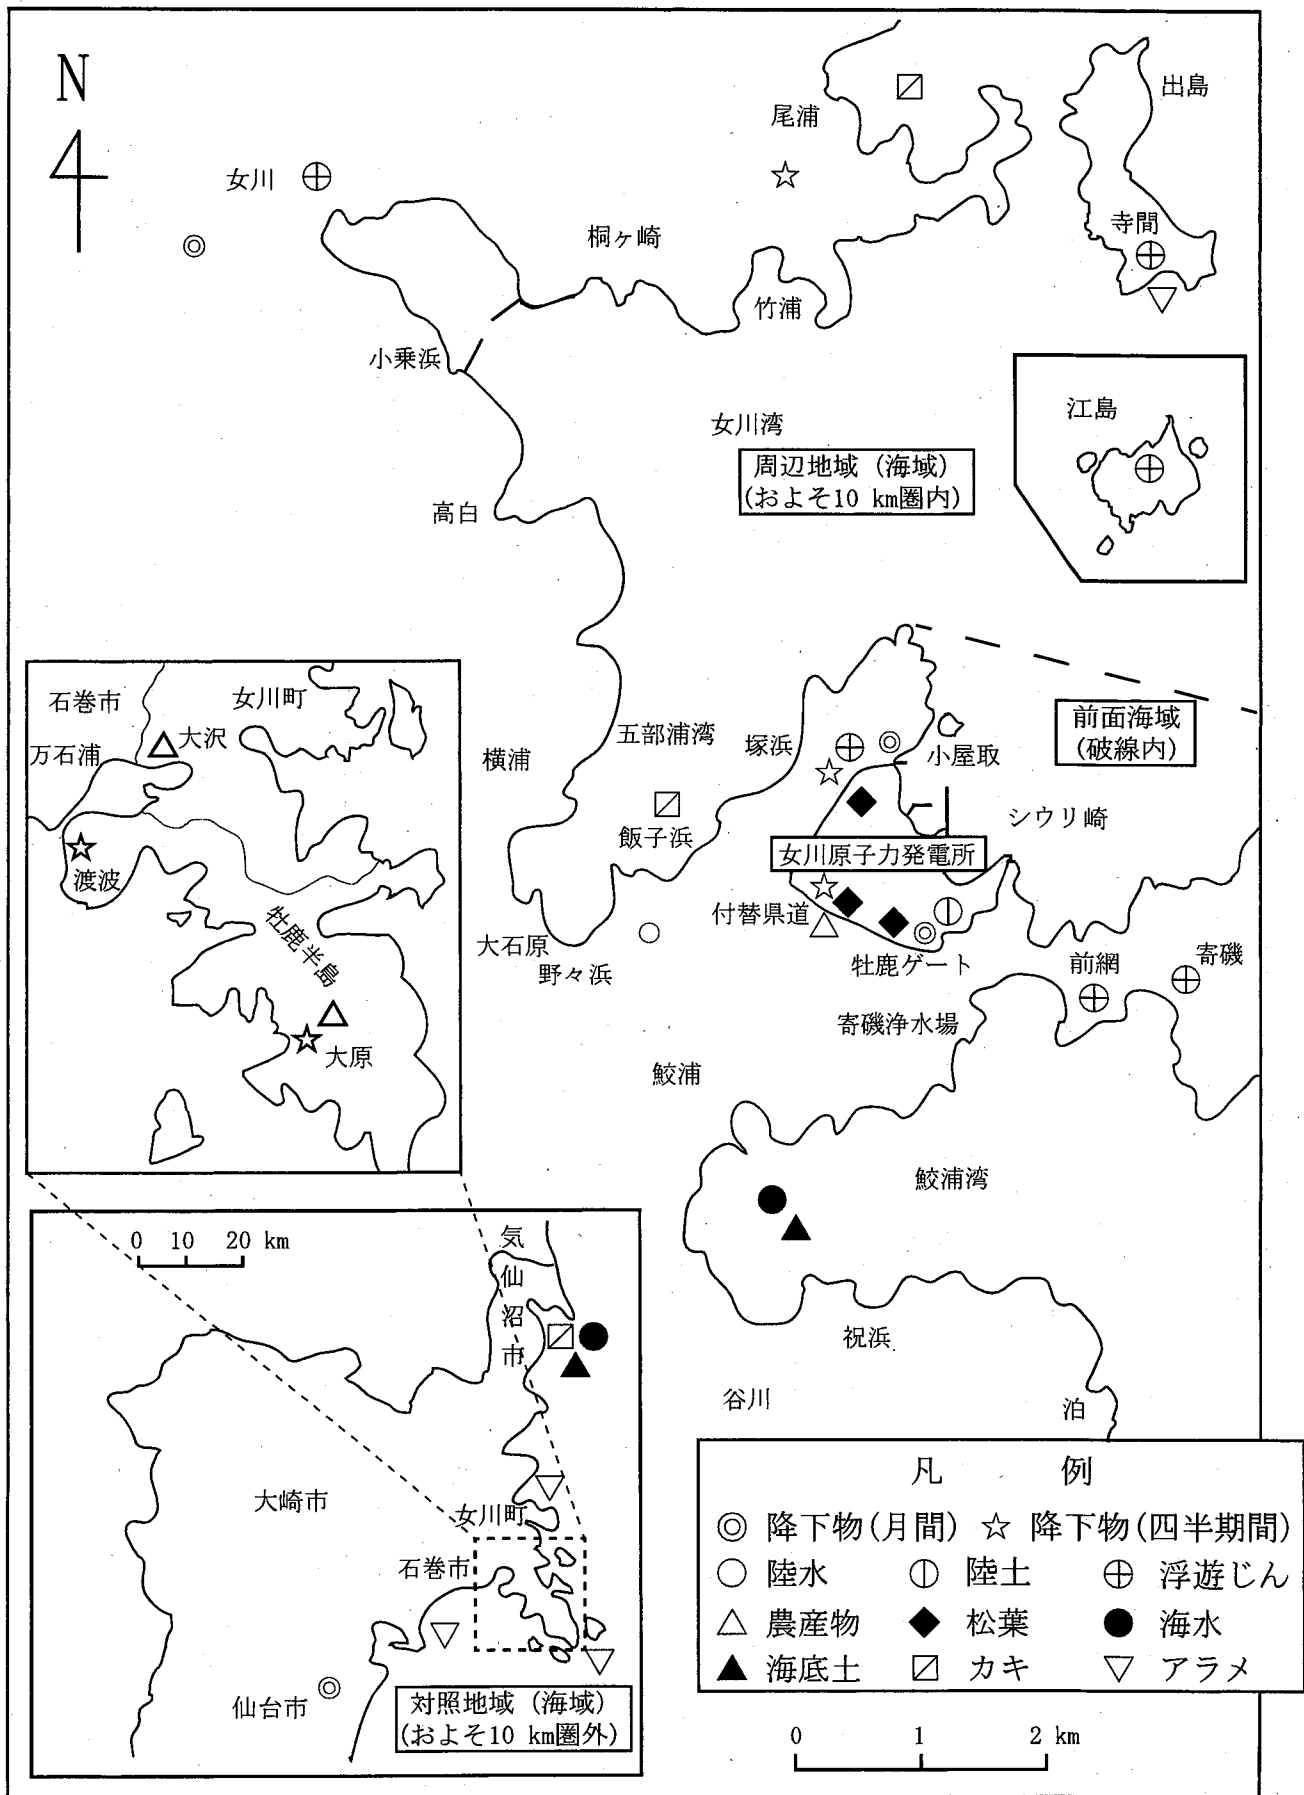 N
出島
尾浦
女川
寺間
桐ヶ崎
竹浦
小乗浜
江島
女川湾
周辺地域（海域）
(およそ10 km圏内)
高白
石巻市
女川町
大沢
万石浦
渡波
牡鹿半島
大原
五部浦湾
塚浜
小屋取
前面海域
(破線内)
横浦
飯子浜
シウリ崎
女川原子力発電所
付替県道
大石原
野々浜
牡鹿ゲート
前網
寄磯
寄磯浄水場
鮫浦
鮫浦湾
祝浜
谷川
泊
0 10 20 km
気仙沼市
大崎市
女川町
石巻市
仙台市
対照地域（海域）
(およそ10 km圏外)
凡 例
◎ 降下物(月間) ☆ 降下物(四半期間)
○ 陸水 ⦶ 陸土 ⊕ 浮遊じん
△ 農産物 ◆ 松葉 ● 海水
▲ 海底土 ⧄ カキ ▽ アラメ
0 1 2 km